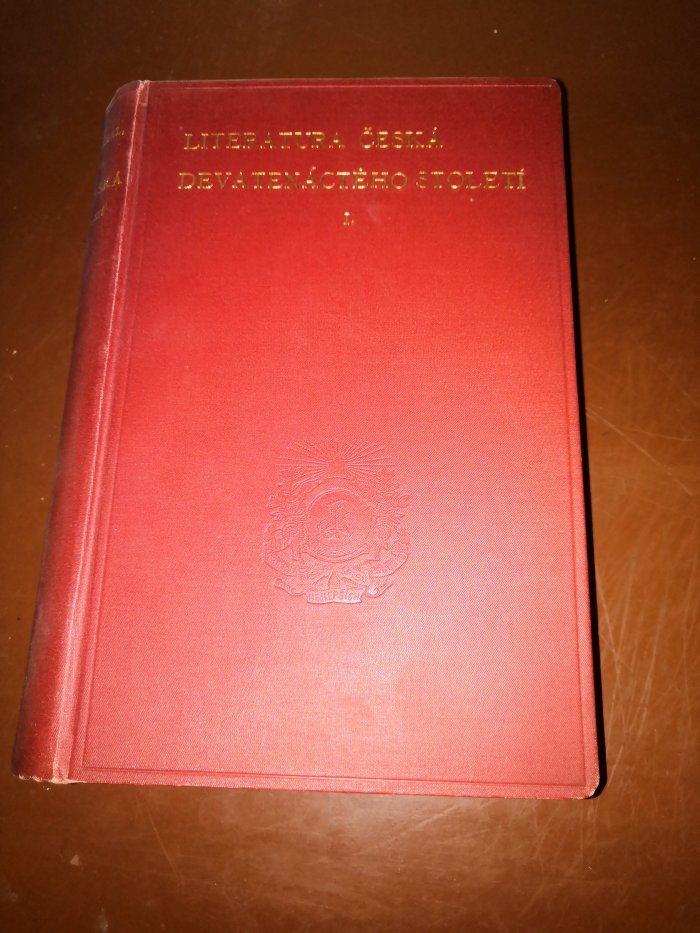 LITERATURA ČESKÁ
DEVATENÁCTÉHO STOLETÍ
I.